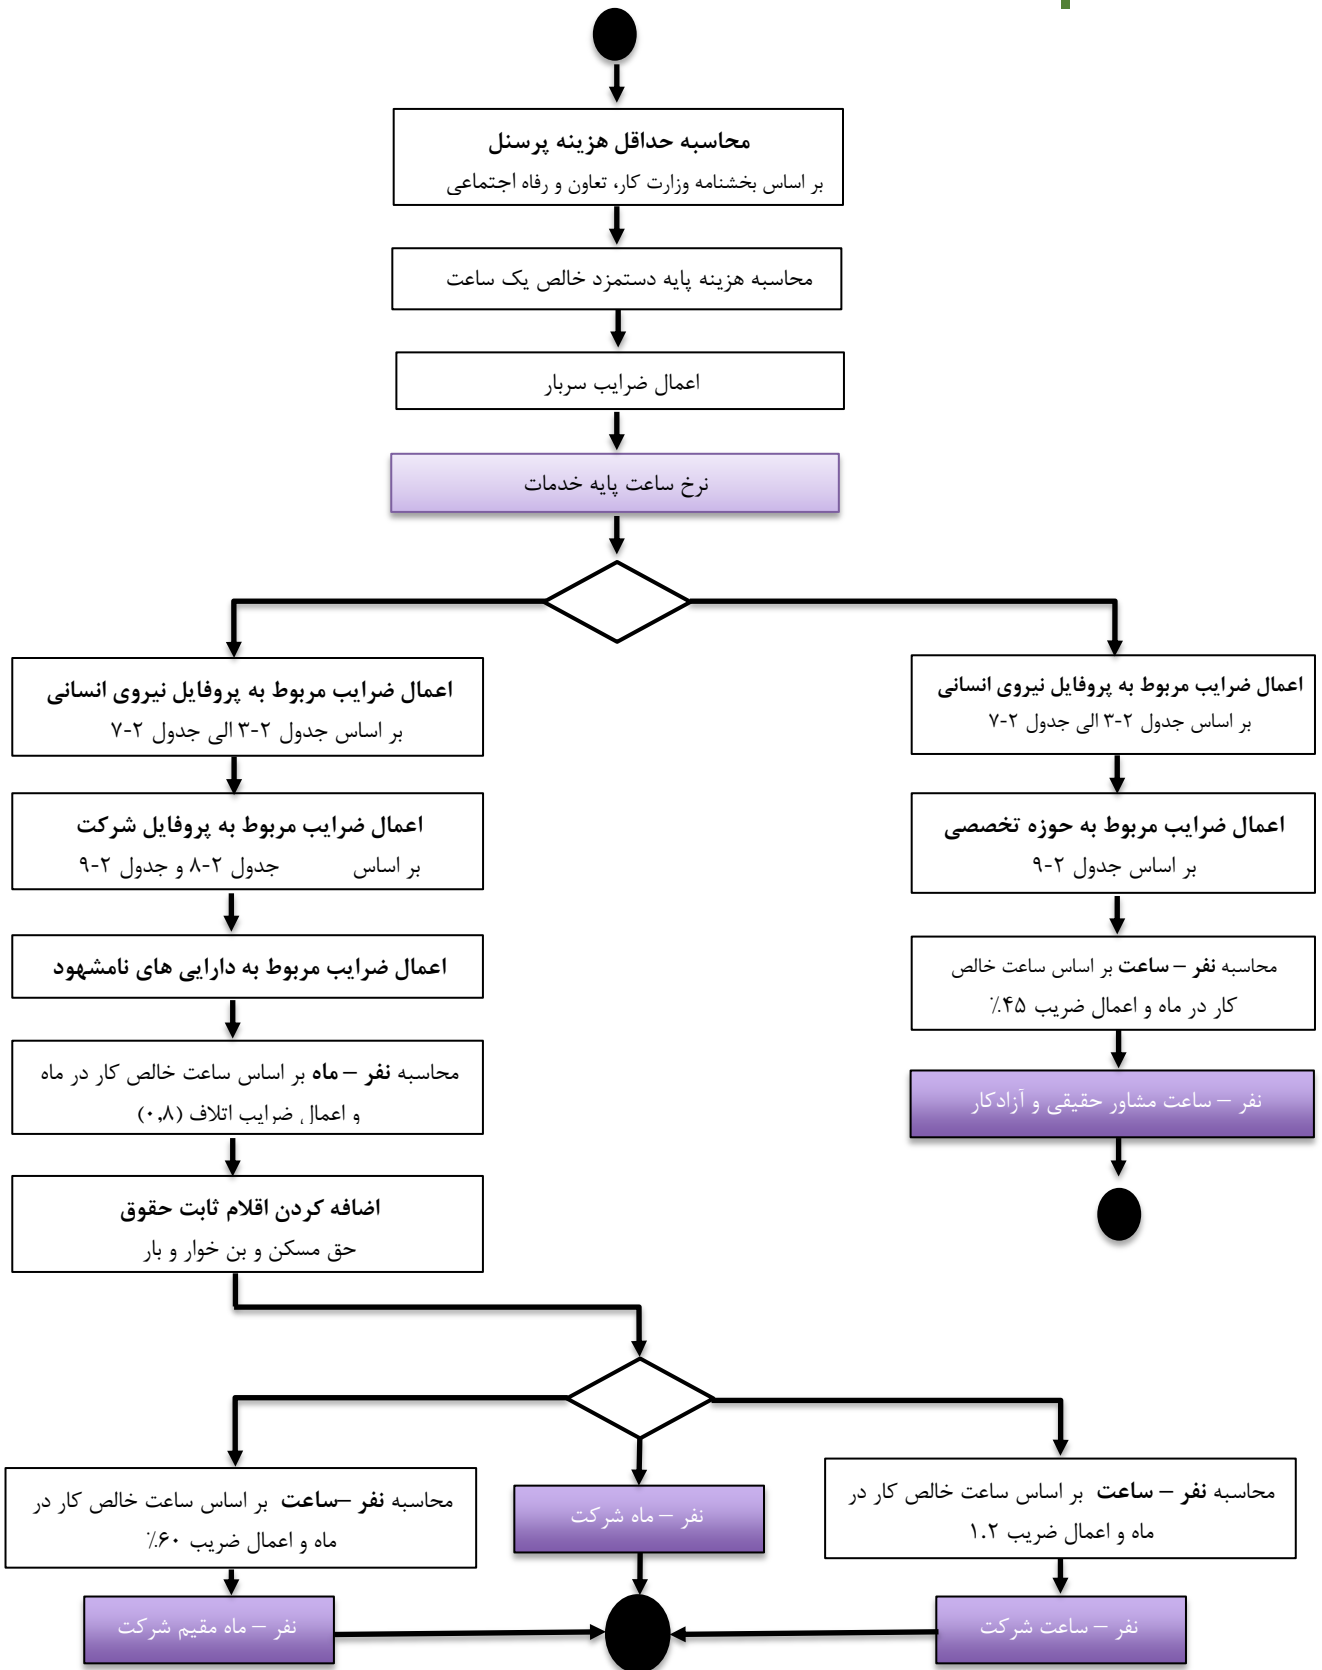 محاسبه حداقل هزینه پرسنل
بر اساس بخشنامه وزارت کار، تعاون و رفاه اجتماعی
محاسبه هزینه پایه دستمزد خالص یک ساعت
اعمال ضرایب سربار
نرخ ساعت پایه خدمات
اعمال ضرایب مربوط به پروفایل نیروی انسانی
بر اساس جدول ۲-۳ الی جدول ۲-۷
اعمال ضرایب مربوط به حوزه تخصصی
بر اساس جدول ۲-۹
محاسبه نفر – ساعت بر اساس ساعت خالص
کار در ماه و اعمال ضریب ۴۵٪
نفر – ساعت مشاور حقیقی و آزادکار
اعمال ضرایب مربوط به پروفایل نیروی انسانی
بر اساس جدول ۲-۳ الی جدول ۲-۷
اعمال ضرایب مربوط به پروفایل شرکت
بر اساس جدول ۲-۸ و جدول ۲-۹
اعمال ضرایب مربوط به دارایی های نامشهود
محاسبه نفر – ماه بر اساس ساعت خالص کار در ماه
و اعمال ضرایب اتلاف (۰,۸)
اضافه کردن اقلام ثابت حقوق
حق مسکن و بن خوار و بار
محاسبه نفر – ساعت بر اساس ساعت خالص کار در
ماه و اعمال ضریب ۱.۲
نفر – ساعت شرکت
نفر – ماه شرکت
محاسبه نفر –ساعت بر اساس ساعت خالص کار در
ماه و اعمال ضریب ۶۰٪
نفر – ماه مقیم شرکت